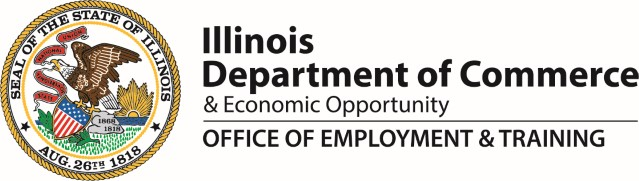 SEAL OF THE STATE OF ILLINOIS
AUG. 26TH 1818
1868
1818
Illinois
Department of Commerce
& Economic Opportunity
OFFICE OF EMPLOYMENT & TRAINING